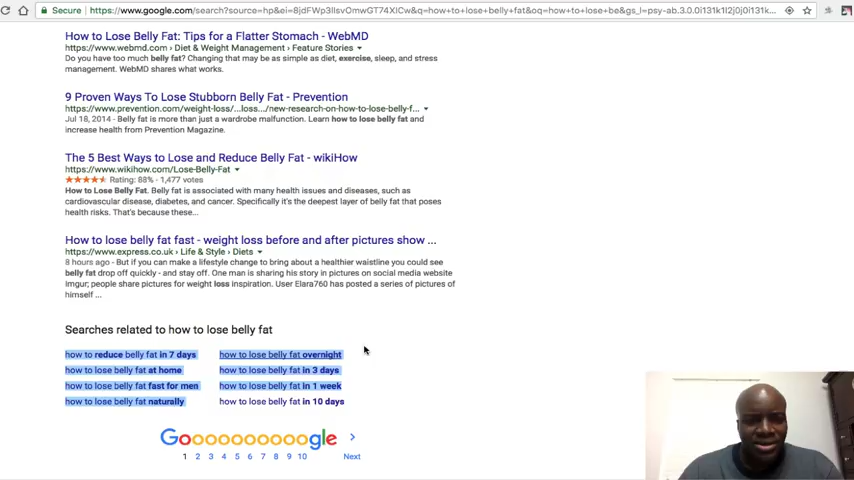 Secure https://www.google.com/search?source=hp&ei=8jdFWp3IIsvOmwGT74XICw&q=how+to+lose+belly+fat&oq=how+to+lose+be&gs_l=psy-ab.3.0.0i131k1l2j0j0i131k...
How to Lose Belly Fat: Tips for a Flatter Stomach - WebMD
https://www.webmd.com › Diet & Weight Management › Feature Stories
Do you have too much belly fat? Changing that may be as simple as diet, exercise, sleep, and stress
management. WebMD shares what works.
9 Proven Ways To Lose Stubborn Belly Fat - Prevention
https://www.prevention.com/weight-loss/...loss.../new-research-on-how-to-lose-belly-f...
Jul 18, 2014 - Belly fat is more than just a wardrobe malfunction. Learn how to lose belly fat and
increase health from Prevention Magazine.
The 5 Best Ways to Lose and Reduce Belly Fat - wikiHow
https://www.wikihow.com/Lose-Belly-Fat
Rating: 88% - 1,477 votes
How to Lose Belly Fat. Belly fat is associated with many health issues and diseases, such as
cardiovascular disease, diabetes, and cancer. Specifically it's the deepest layer of belly fat that poses
health risks. That's because these...
How to lose belly fat fast - weight loss before and after pictures show ...
https://www.express.co.uk › Life & Style › Diets
8 hours ago - But if you can make a lifestyle change to bring about a healthier waistline you could see
belly fat drop off quickly - and stay off. One man is sharing his story in pictures on social media website
Imgur; people share pictures for weight loss inspiration. User Elara760 has posted a series of pictures of
himself ...
Searches related to how to lose belly fat
how to reduce belly fat in 7 days how to lose belly fat overnight
how to lose belly fat at home how to lose belly fat in 3 days
how to lose belly fat fast for men how to lose belly fat in 1 week
how to lose belly fat naturally how to lose belly fat in 10 days
Goooooooooogle
1 2 3 4 5 6 7 8 9 10 Next